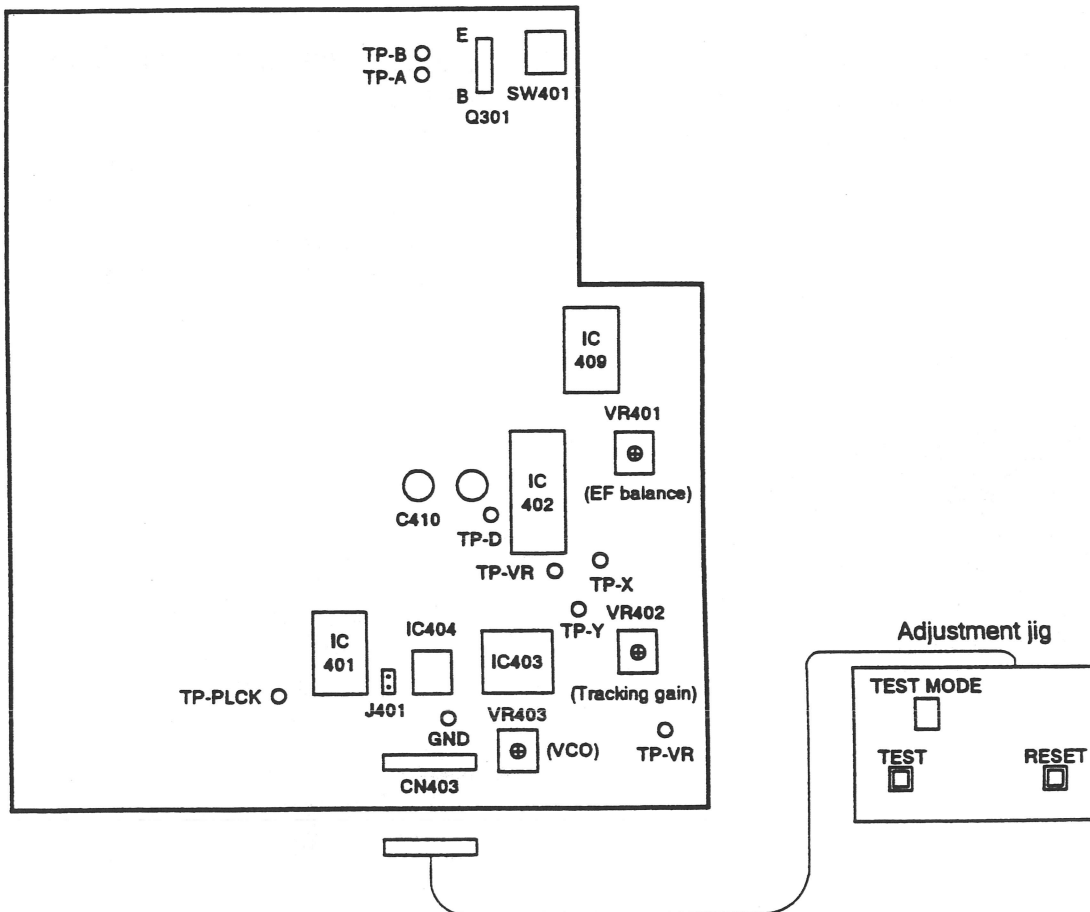 E
TP-B
TP-A
B
SW401
Q301
IC
409
VR401
(EF balance)
IC
402
C410
TP-D
TP-VR
TP-X
TP-Y
VR402
(Tracking gain)
IC
401
IC404
IC403
TP-PLCK
J401
GND
VR403
(VCO)
TP-VR
CN403
Adjustment jig
TEST MODE
TEST
RESET